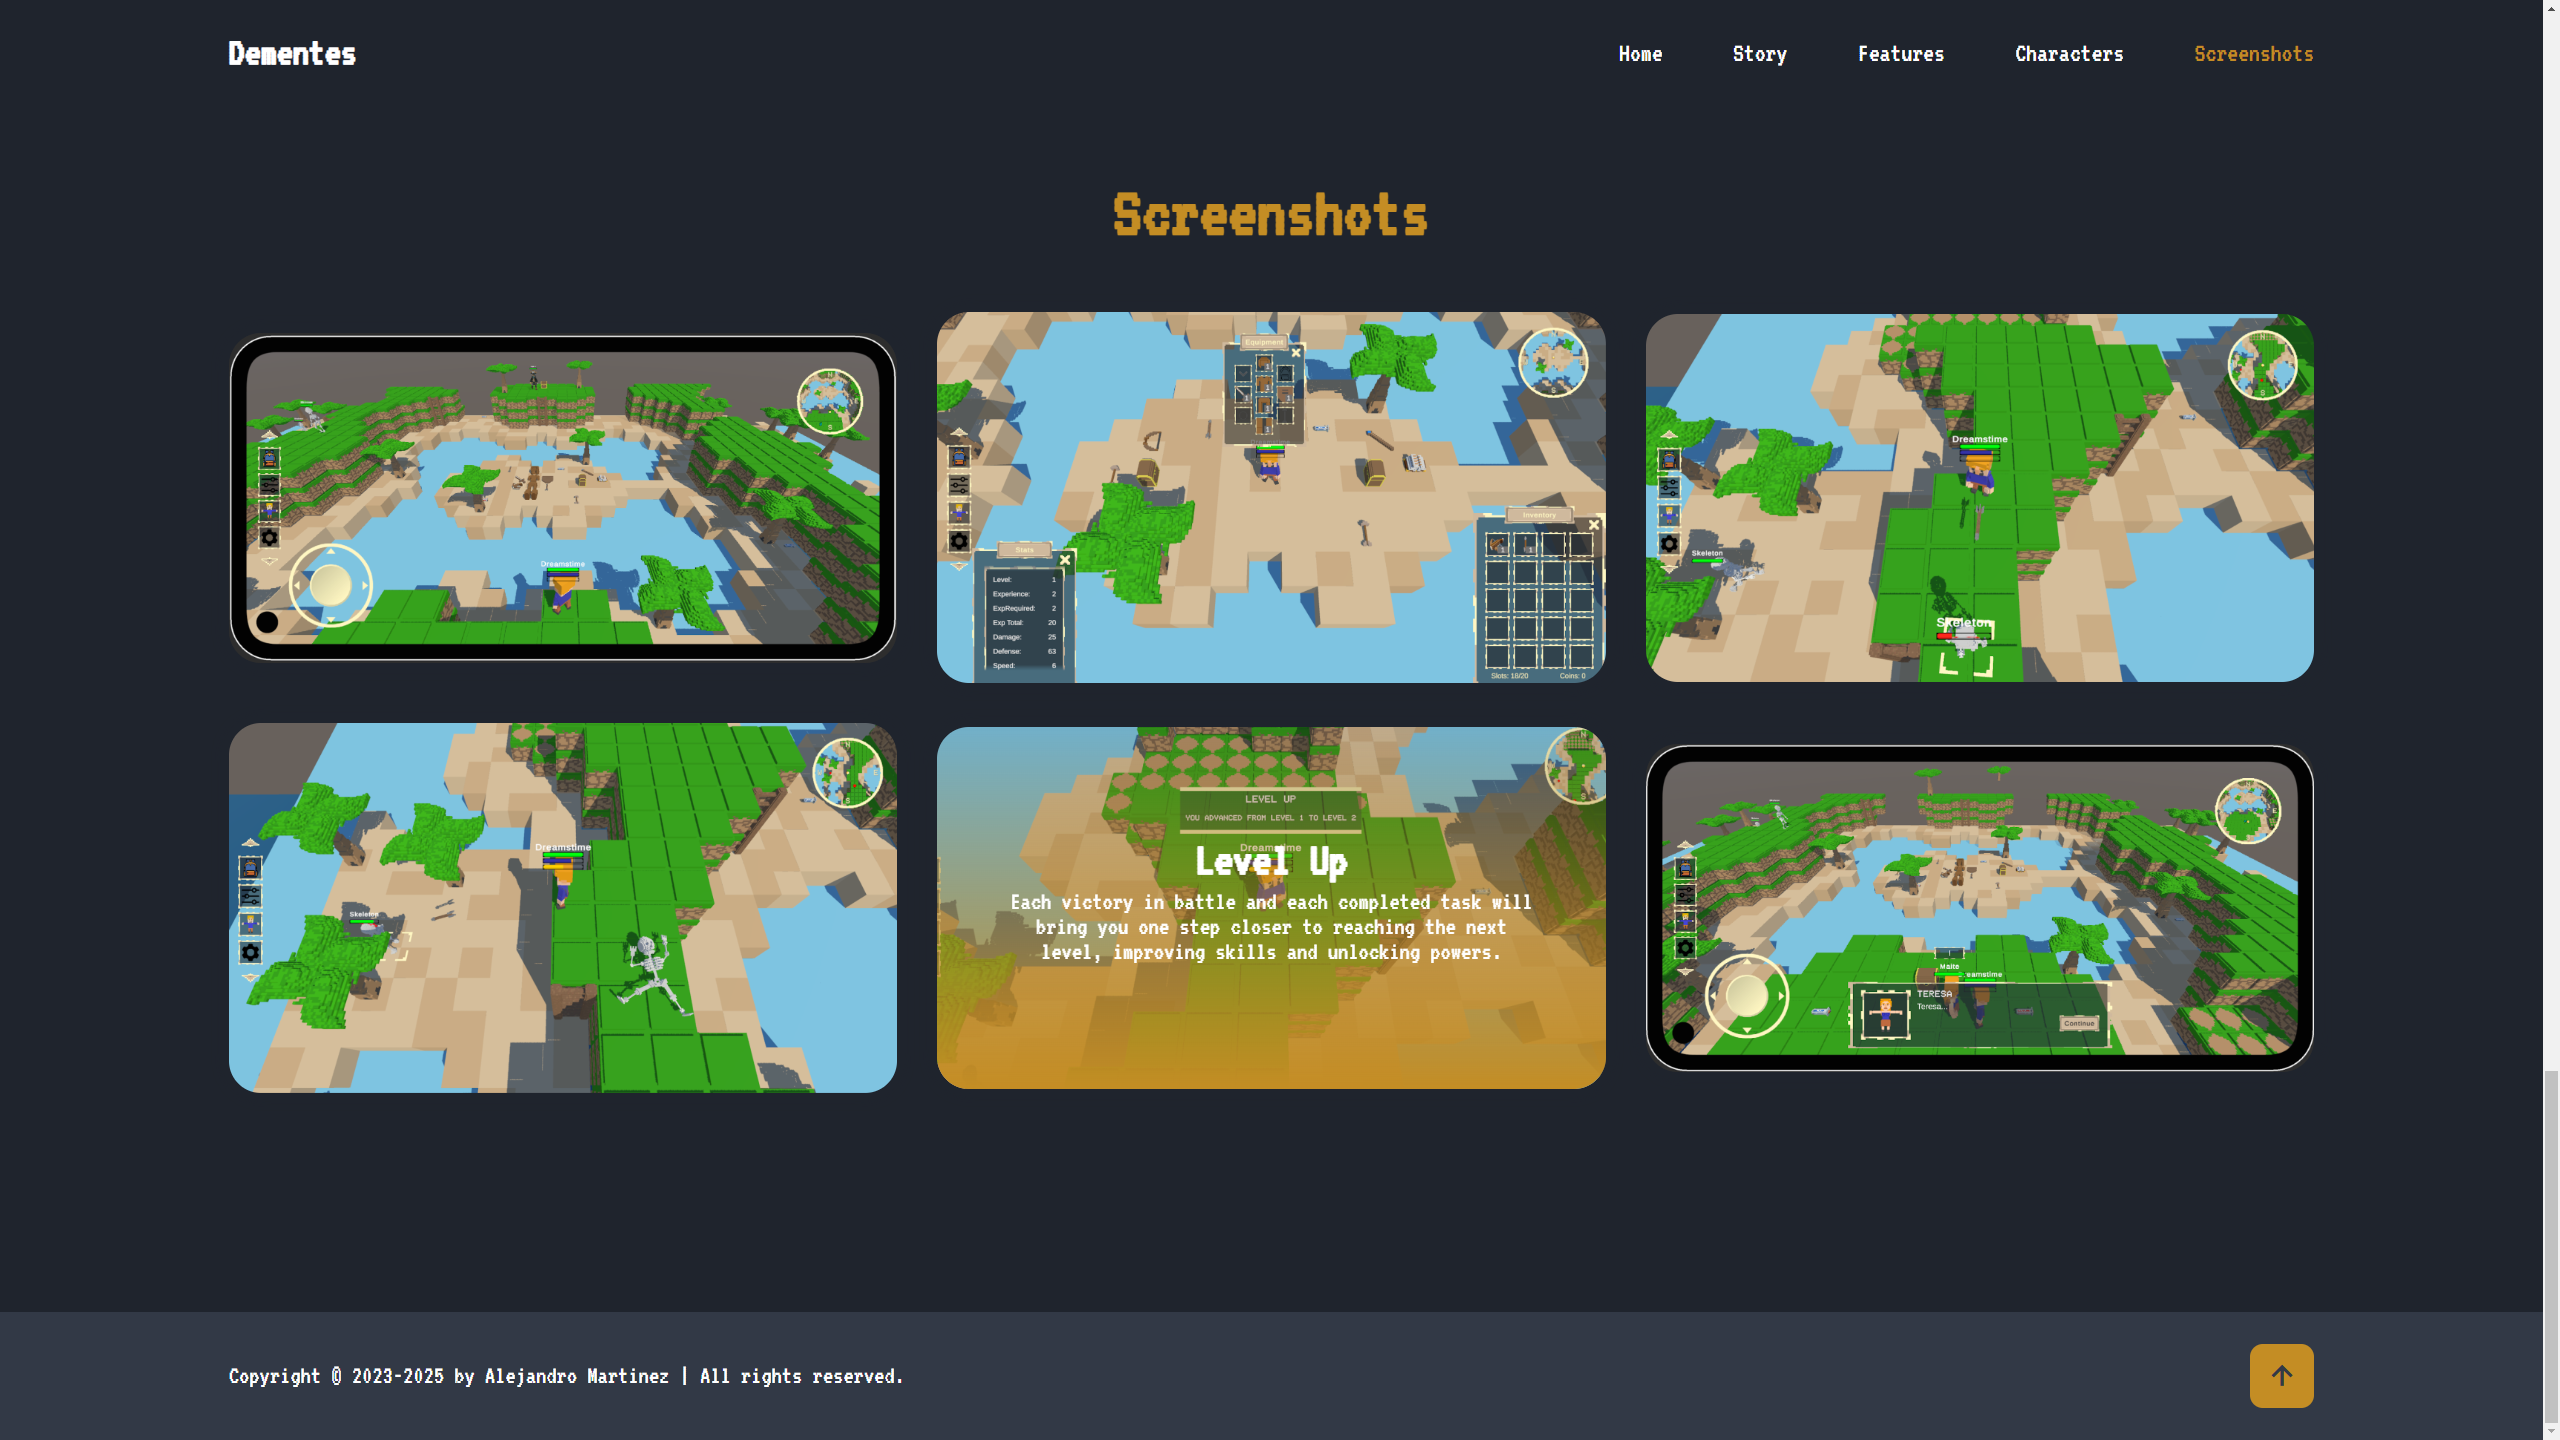 Dementes
Home
Story
Features
Characters
Screenshots
Screenshots
Dreamstime
Equipment
Stats
Level: 1
Experience: 2
ExpRequired: 2
Exp Total: 20
Damage: 25
Defense: 63
Speed: 6
Inventory
Slots: 18/20
Coins: 0
Dreamstime
Skeleton
Skeleton
Dreamstime
Skeleton
LEVEL UP
YOU ADVANCED FROM LEVEL 1 TO LEVEL 2
Dreamstime
Level Up
Each victory in battle and each completed task will
bring you one step closer to reaching the next
level, improving skills and unlocking powers.
Maite
TERESA
Teresa...
Continue
Copyright @ 2023-2025 by Alejandro Martinez | All rights reserved.